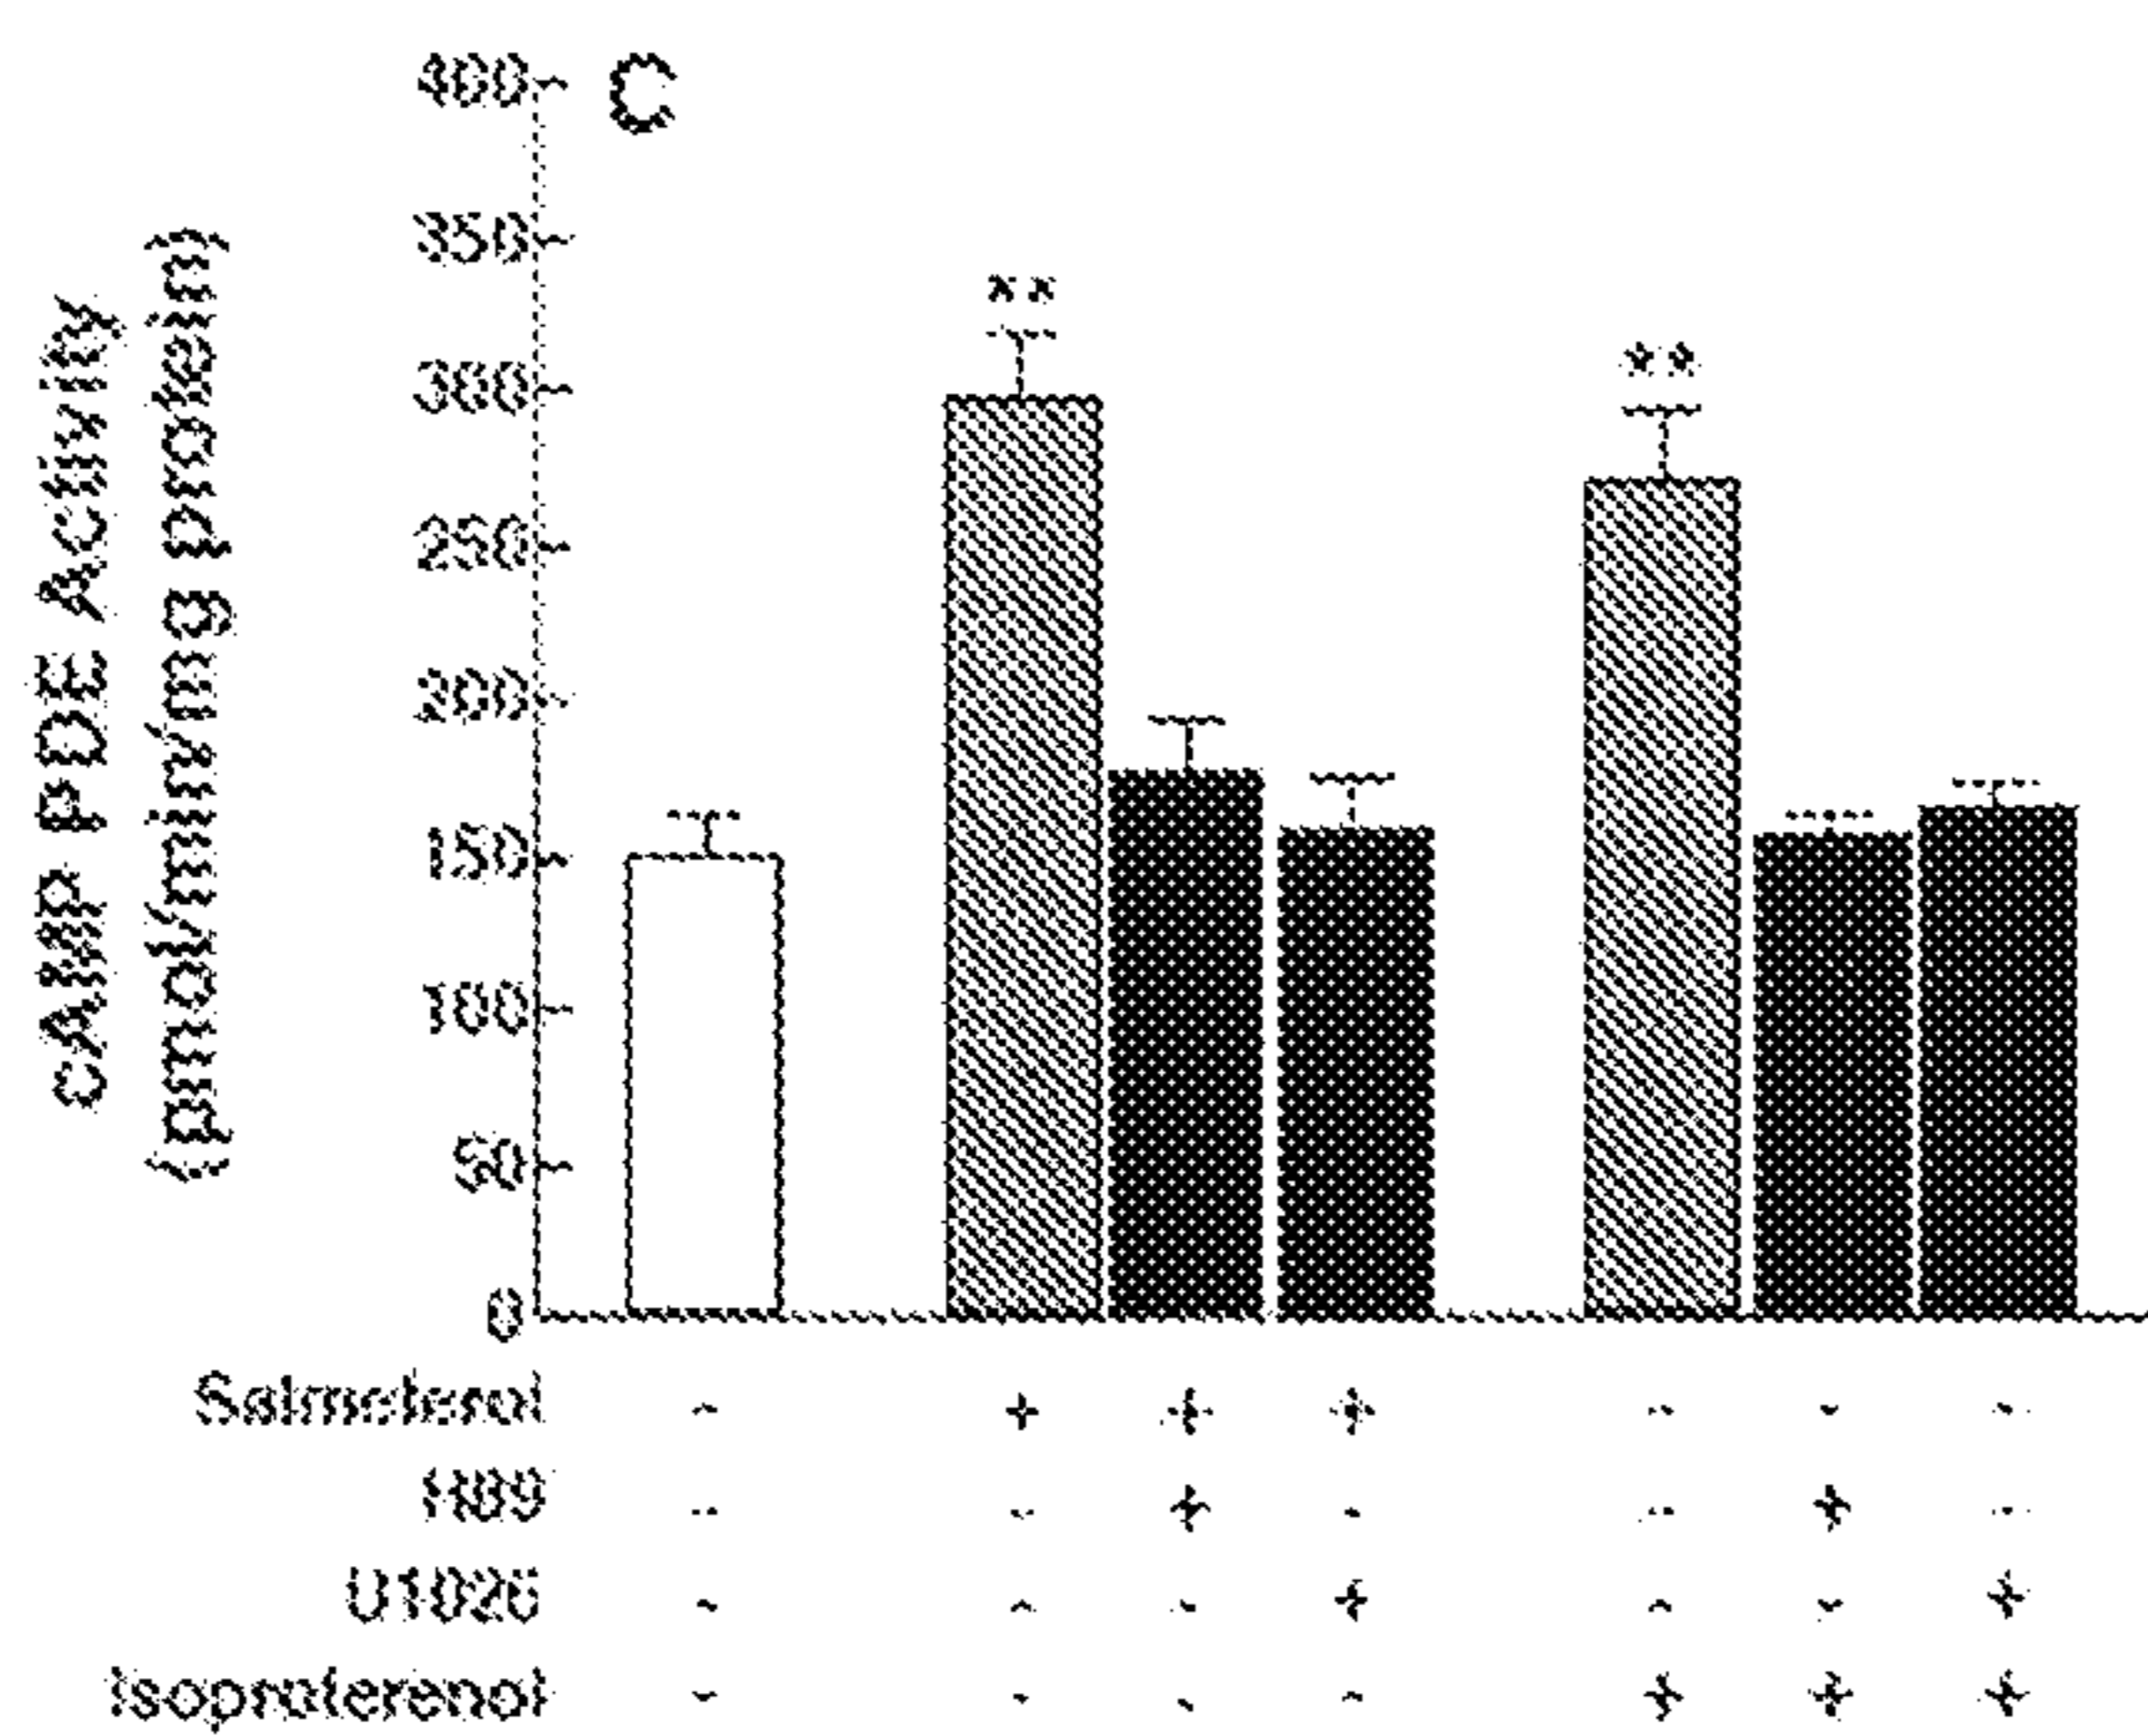 C
cAMP PDE Activity
(pmol/min/mg protein)
400
350
300
250
200
150
100
50
0
Salmeterol - + + + - - -
H89 - - + - - + -
U1026 - - - + - - +
Isoproterenol - - - - + + +
** **